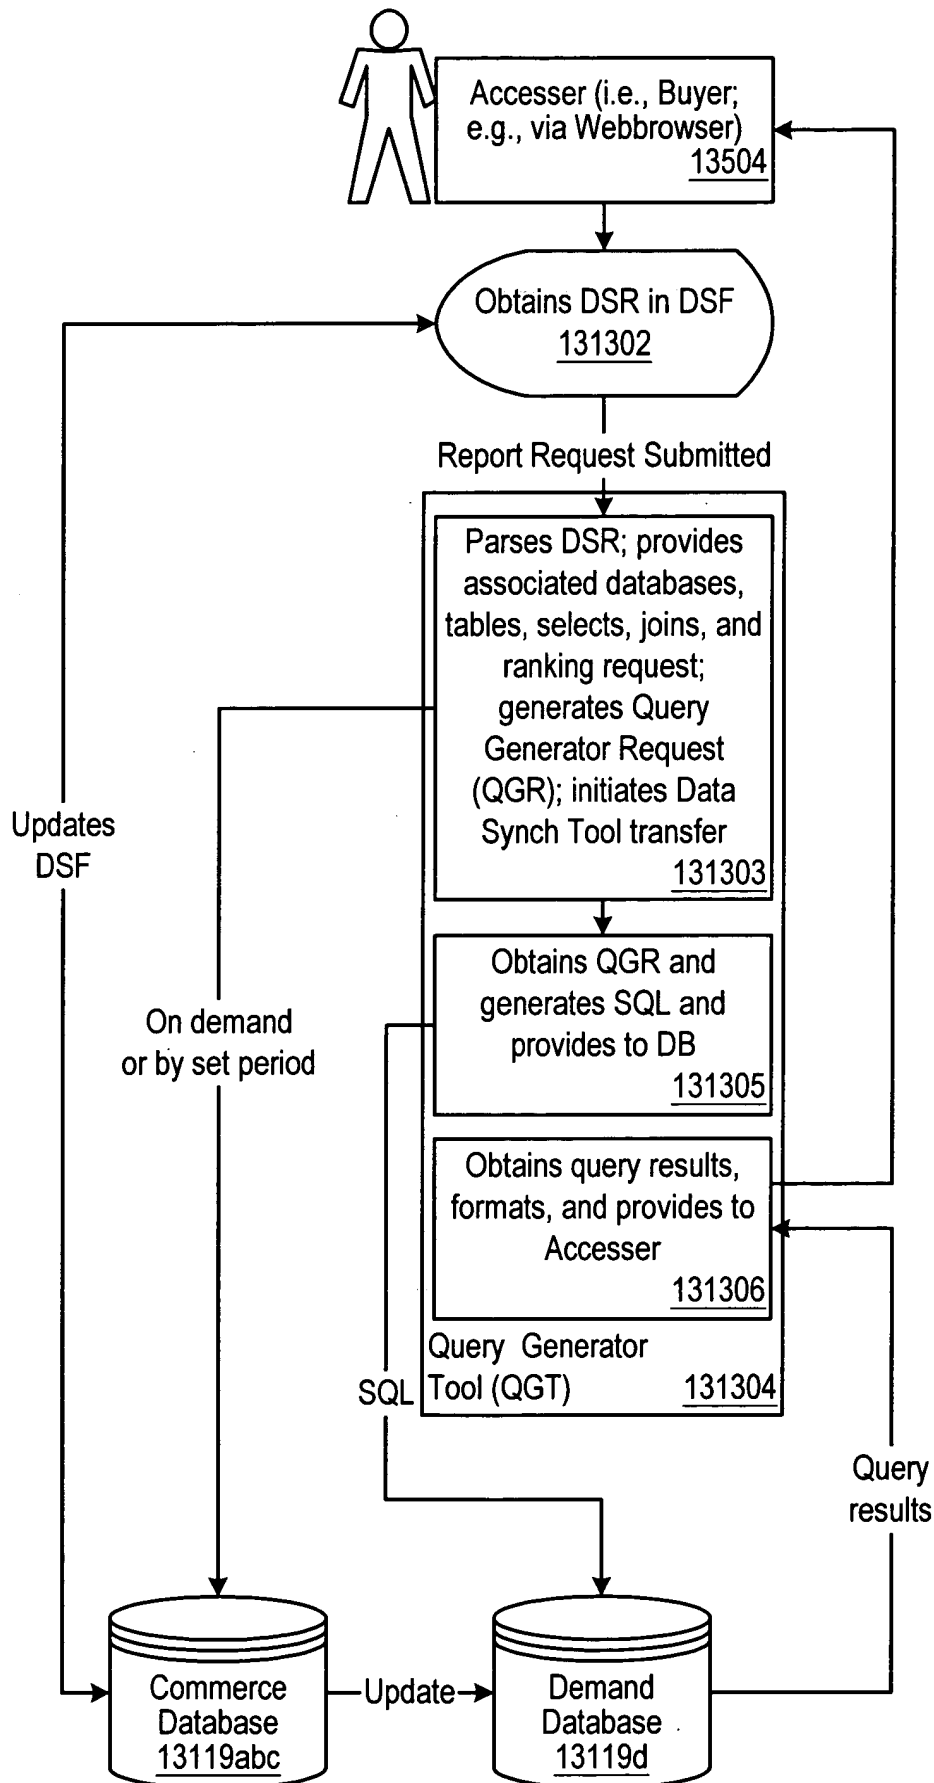 Accesser (i.e., Buyer;
e.g., via Webbrowser)
13504
Obtains DSR in DSF
131302
Report Request Submitted
Parses DSR; provides
associated databases,
tables, selects, joins, and
ranking request;
generates Query
Generator Request
(QGR); initiates Data
Synch Tool transfer
131303
Updates
DSF
On demand
or by set period
Obtains QGR and
generates SQL and
provides to DB
131305
Obtains query results,
formats, and provides to
Accesser
131306
Query Generator
Tool (QGT)
131304
SQL
Query
results
Commerce
Database
13119abc
Update
Demand
Database
13119d